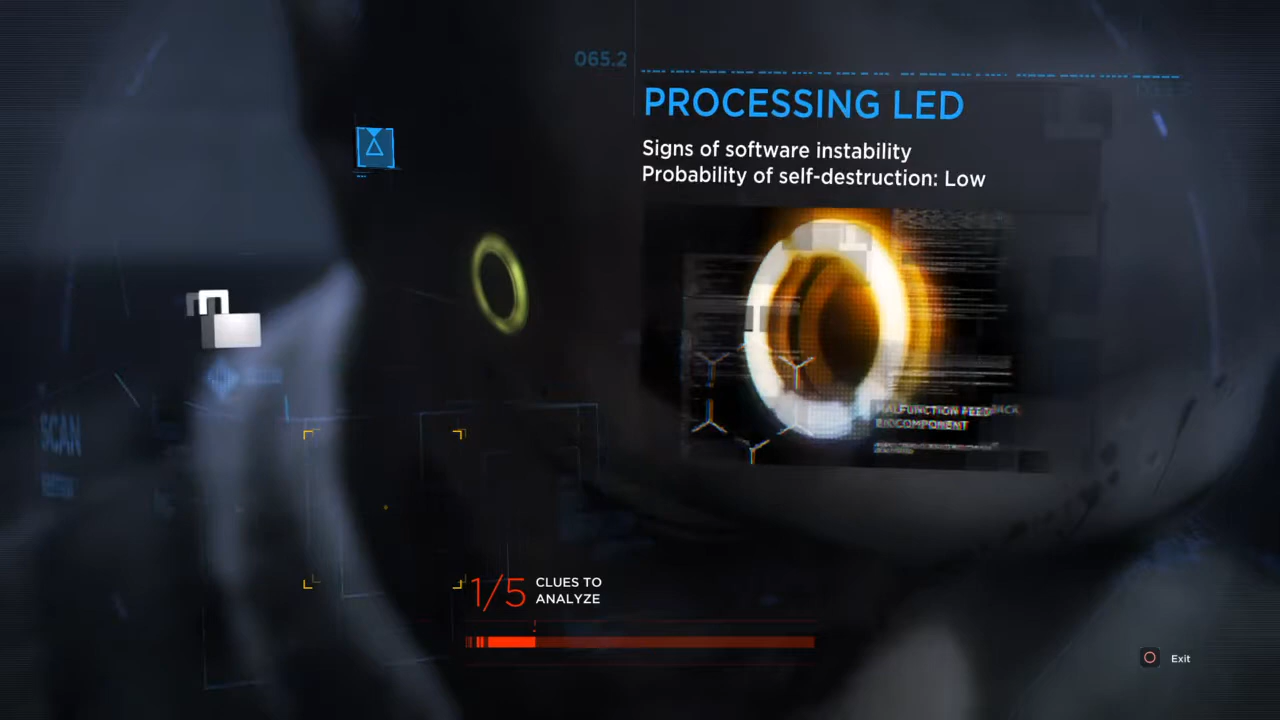 065.2
PROCESSING LED
Signs of software instability
Probability of self-destruction: Low
MALFUNCTION FEEDBACK
BIOCOMPONENT
SCAN
1/5
CLUES TO
ANALYZE
Exit